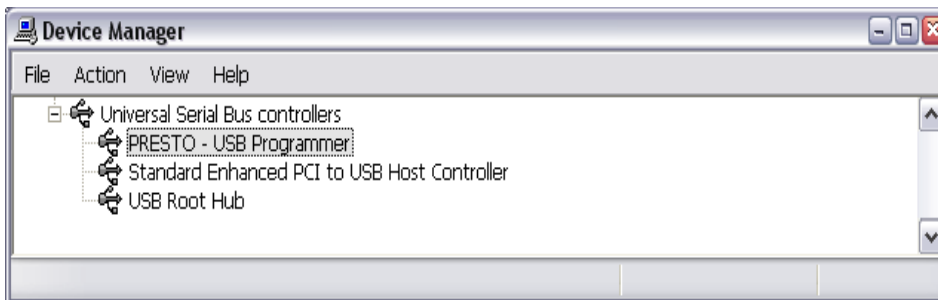 Device Manager
File Action View Help
Universal Serial Bus controllers
PRESTO - USB Programmer
Standard Enhanced PCI to USB Host Controller
USB Root Hub